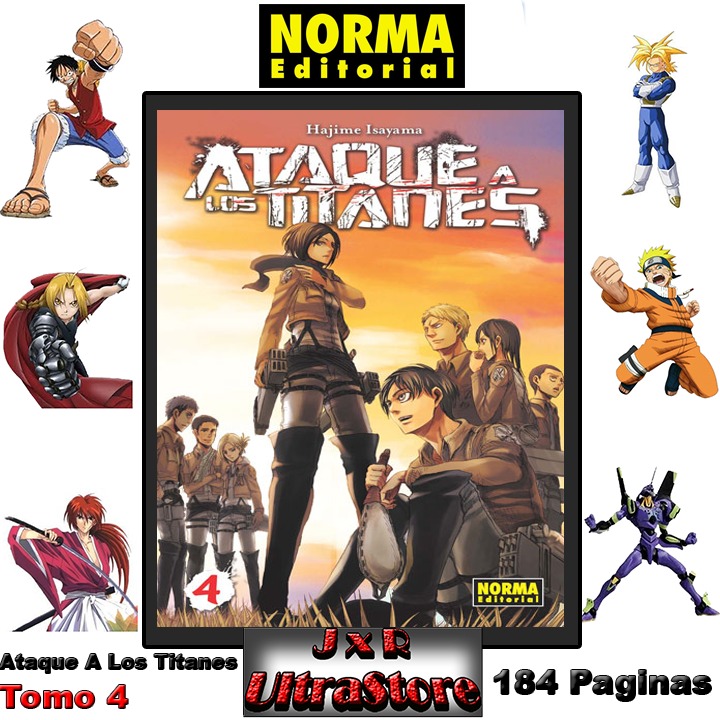 NORMA
Editorial
Hajime Isayama
ATAQUE A
LOS TITANES
4
NORMA
Editorial
Ataque A Los Titanes
Tomo 4
J x R
UltraStore
184 Paginas